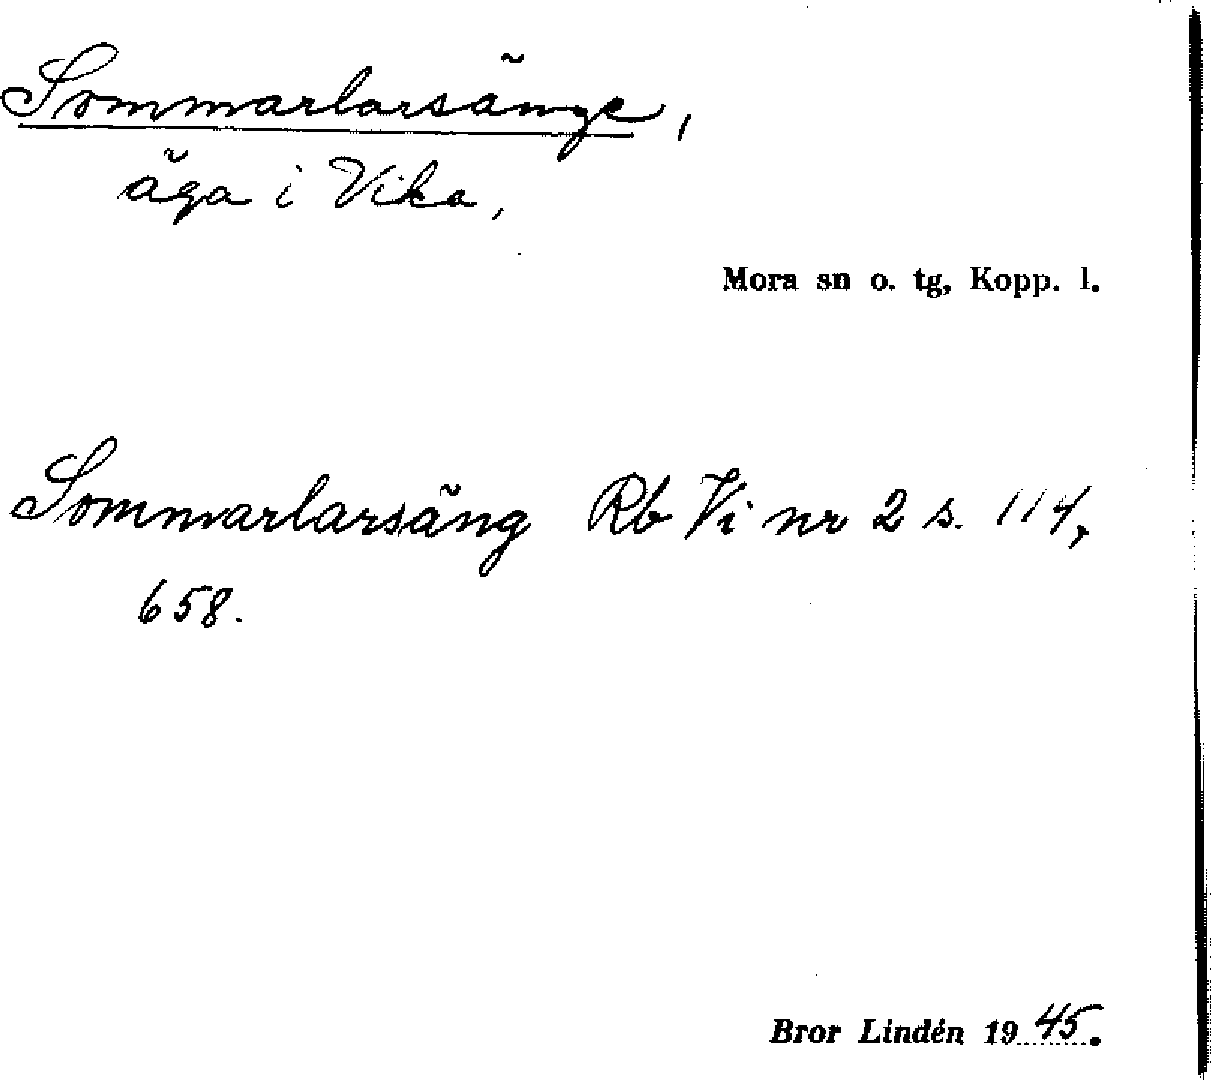 Sommarlarsänge,
äga i Vika,
Mora sn o. tg, Kopp. l.
Sommarlarsäng Rb Vi nr 2 s. 114,
658.
Bror Lindén 1945.